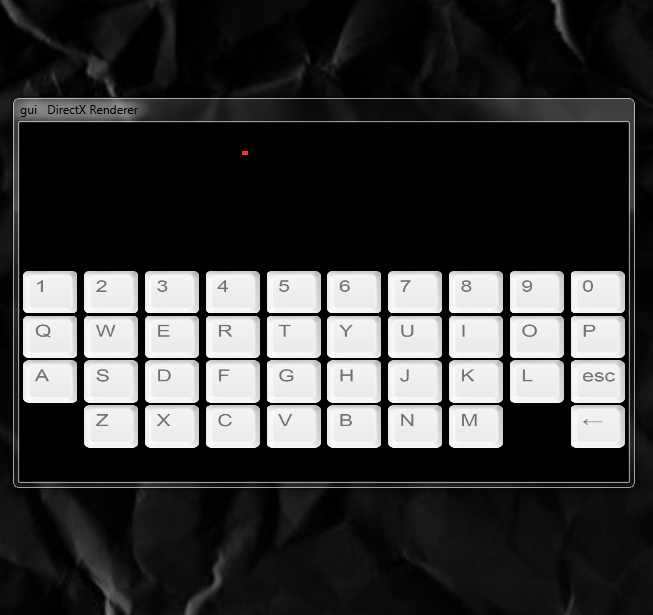 gui DirectX Renderer
1 2 3 4 5 6 7 8 9 0
Q W E R T Y U I O P
A S D F G H J K L esc
Z X C V B N M ←